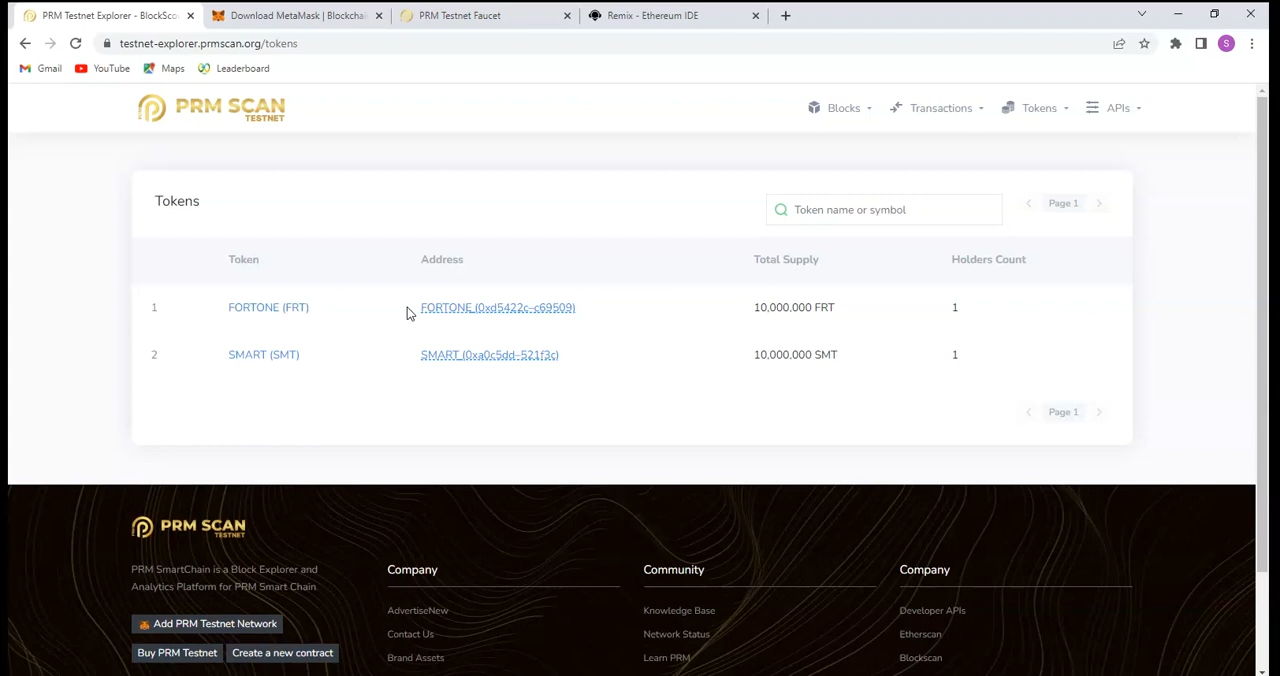 PRM Testnet Explorer - BlockSco
Download MetaMask | Blockchai
PRM Testnet Faucet
Remix - Ethereum IDE
testnet-explorer.prmscan.org/tokens
S
Gmail
YouTube
Maps
Leaderboard
PRM SCAN
TESTNET
Blocks
Transactions
Tokens
APIs
Tokens
Token name or symbol
Page 1
Token
Address
Total Supply
Holders Count
1
FORTONE (FRT)
FORTONE (0xd5422c-c69509)
10,000,000 FRT
1
2
SMART (SMT)
SMART (0xa0c5dd-521f3c)
10,000,000 SMT
1
Page 1
PRM SCAN
TESTNET
PRM SmartChain is a Block Explorer and
Analytics Platform for PRM Smart Chain
Add PRM Testnet Network
Buy PRM Testnet
Create a new contract
Company
AdvertiseNew
Contact Us
Brand Assets
Community
Knowledge Base
Network Status
Learn PRM
Company
Developer APIs
Etherscan
Blockscan